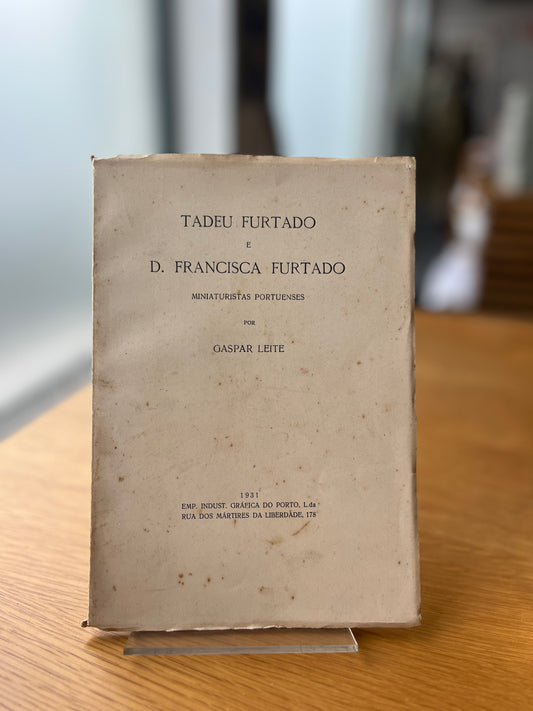 TADEU FURTADO
E
D. FRANCISCA FURTADO
MINIATURISTAS PORTUENSES
POR
GASPAR LEITE
1931
EMP. INDUST. GRÁFICA DO PORTO, L.da
RUA DOS MÁRTIRES DA LIBERDADE, 178